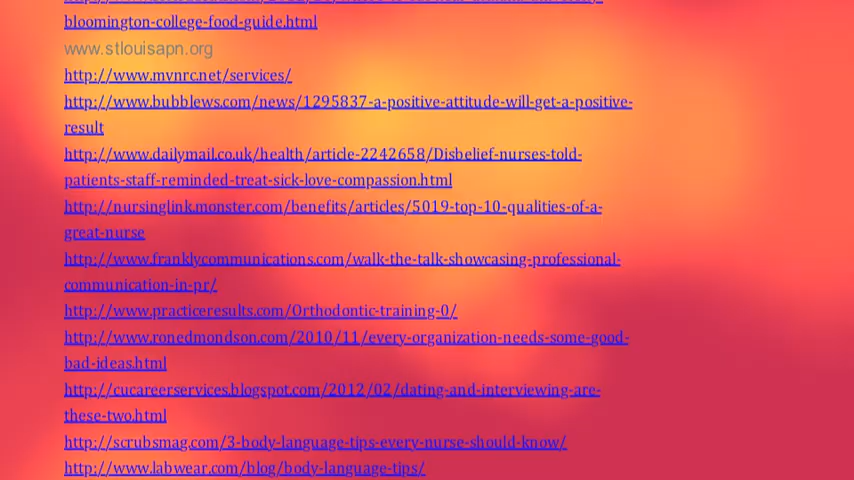 bloomington-college-food-guide.html
www.stlouisapn.org
http://www.mvnrc.net/services/
http://www.bubblews.com/news/1295837-a-positive-attitude-will-get-a-positive-
result
http://www.dailymail.co.uk/health/article-2242658/Disbelief-nurses-told-
patients-staff-reminded-treat-sick-love-compassion.html
http://nursinglink.monster.com/benefits/articles/5019-top-10-qualities-of-a-
great-nurse
http://www.franklycommunications.com/walk-the-talk-showcasing-professional-
communication-in-pr/
http://www.practiceresults.com/Orthodontic-training-0/
http://www.ronedmondson.com/2010/11/every-organization-needs-some-good-
bad-ideas.html
http://cucareerservices.blogspot.com/2012/02/dating-and-interviewing-are-
these-two.html
http://scrubsmag.com/3-body-language-tips-every-nurse-should-know/
http://www.labwear.com/blog/body-language-tips/